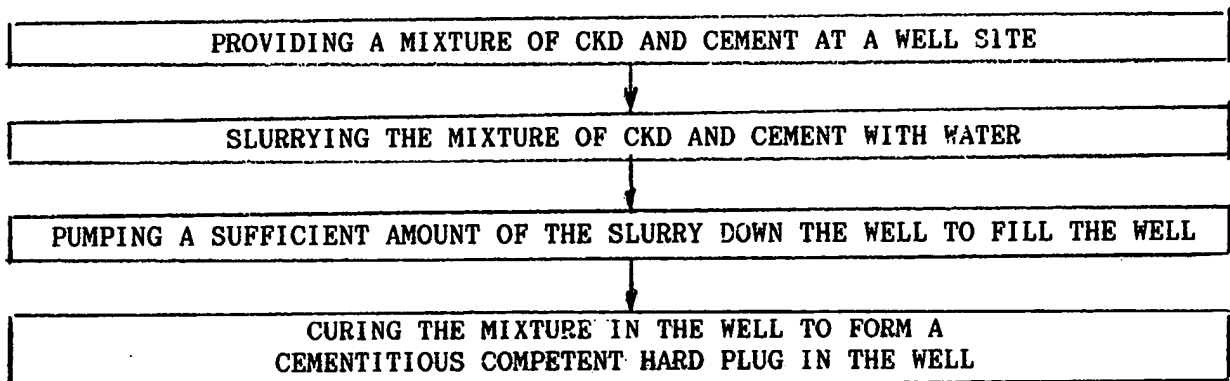 PROVIDING A MIXTURE OF CKD AND CEMENT AT A WELL SITE
SLURRYING THE MIXTURE OF CKD AND CEMENT WITH WATER
PUMPING A SUFFICIENT AMOUNT OF THE SLURRY DOWN THE WELL TO FILL THE WELL
CURING THE MIXTURE IN THE WELL TO FORM A
CEMENTITIOUS COMPETENT HARD PLUG IN THE WELL